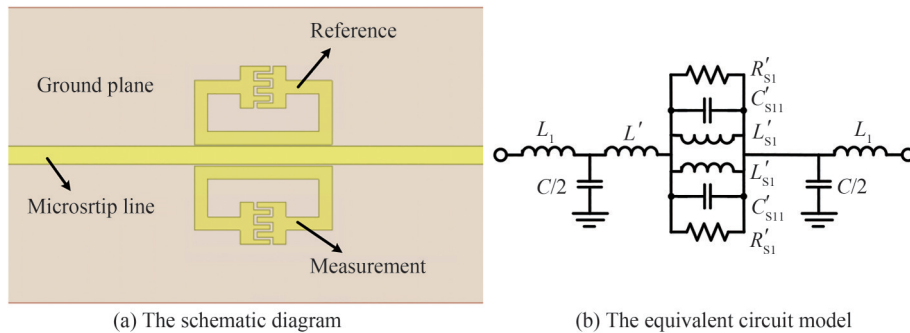 Reference
Ground plane
Microsrtip line
Measurement
(a) The schematic diagram
R′S1
C′S11
L1
L′
L′S1
L1
C/2
L′S1
C/2
C′S11
R′S1
(b) The equivalent circuit model